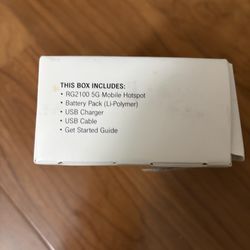 THIS BOX INCLUDES:
• RG2100 5G Mobile Hotspot
• Battery Pack (Li-Polymer)
• USB Charger
• USB Cable
• Get Started Guide